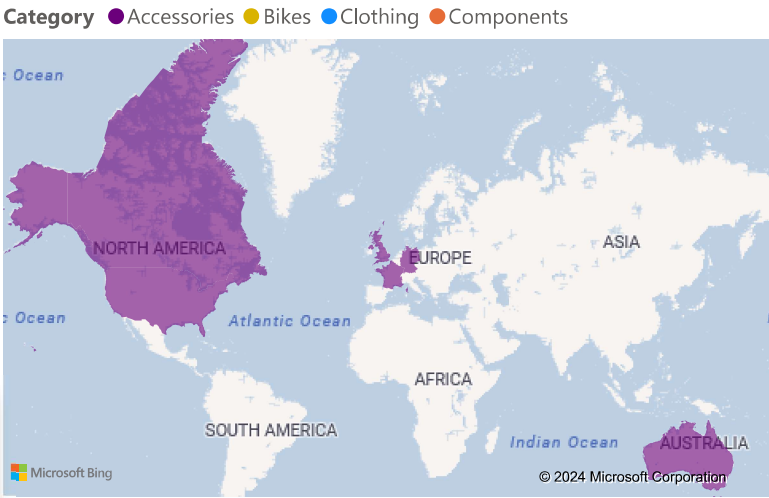 Category Accessories Bikes Clothing Components
c Ocean
NORTH AMERICA
ASIA
EUROPE
c Ocean
Atlantic Ocean
AFRICA
SOUTH AMERICA
Indian Ocean
AUSTRALIA
Microsoft Bing
© 2024 Microsoft Corporation